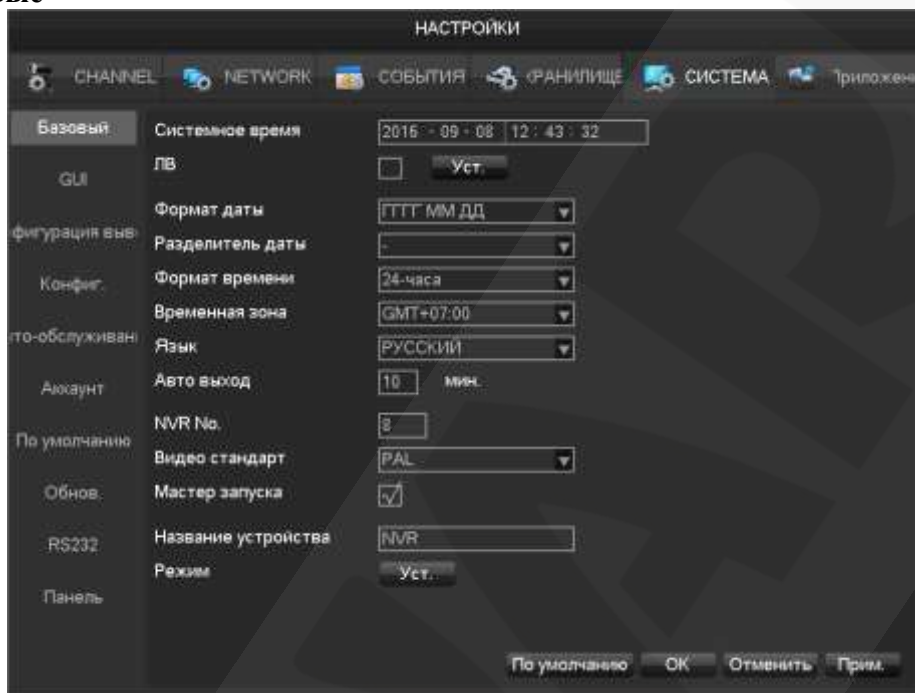 НАСТРОЙКИ
CHANNEL NETWORK СОБЫТИЯ ФРАНИЛИЩЕ СИСТЕМА Приложен
Базовый
GUI
фигурация выв
Конфиг.
то-обслуживан
Аккаунт
По умолчанию
Обнов.
RS232
Панель
Системное время 2016 - 09 - 08 12 : 43 : 32
ЛВ Уст.
Формат даты ГГГГ ММ ДД
Разделитель даты -
Формат времени 24-часа
Временная зона GMT+07:00
Язык РУССКИЙ
Авто выход 10 мин.
NVR No. 8
Видео стандарт PAL
Мастер запуска
Название устройства NVR
Режим Уст.
По умолчанию OK Отменить Прим.